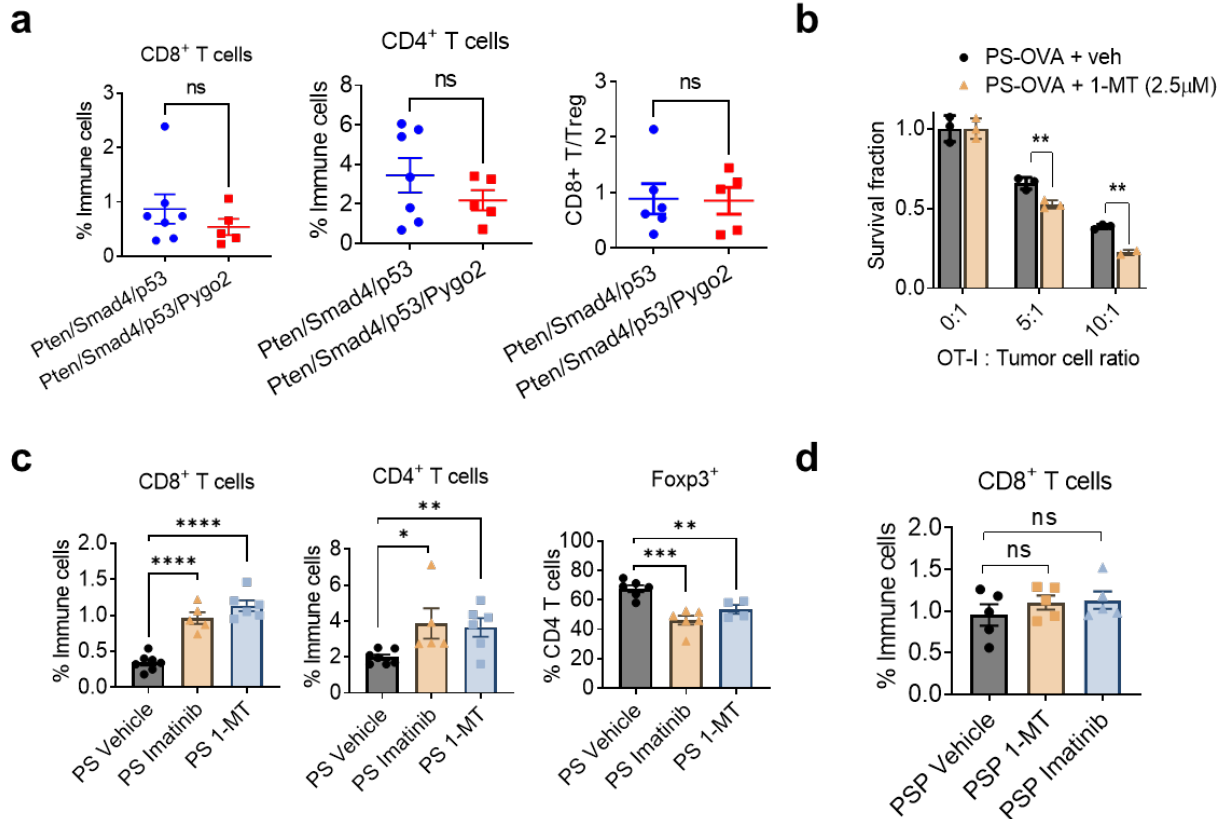 a
CD8+ T cells
% Immune cells
3
2
1
0
ns
Pten/Smad4/p53
Pten/Smad4/p53/Pygo2
CD4+ T cells
% Immune cells
8
6
4
2
0
ns
Pten/Smad4/p53
Pten/Smad4/p53/Pygo2
CD8+ T/Treg
3
2
1
0
ns
Pten/Smad4/p53
Pten/Smad4/p53/Pygo2
b
PS-OVA + veh
PS-OVA + 1-MT (2.5μM)
Survival fraction
1.0
0.5
0.0
**
**
0:1
5:1
10:1
OT-I : Tumor cell ratio
c
CD8+ T cells
% Immune cells
2.0
1.5
1.0
0.5
0.0
****
****
PS Vehicle
PS Imatinib
PS 1-MT
CD4+ T cells
% Immune cells
8
6
4
2
0
**
*
PS Vehicle
PS Imatinib
PS 1-MT
Foxp3+
% CD4 T cells
100
80
60
40
20
0
**
***
PS Vehicle
PS Imatinib
PS 1-MT
d
CD8+ T cells
% Immune cells
2.0
1.5
1.0
0.5
0.0
ns
ns
PSP Vehicle
PSP 1-MT
PSP Imatinib